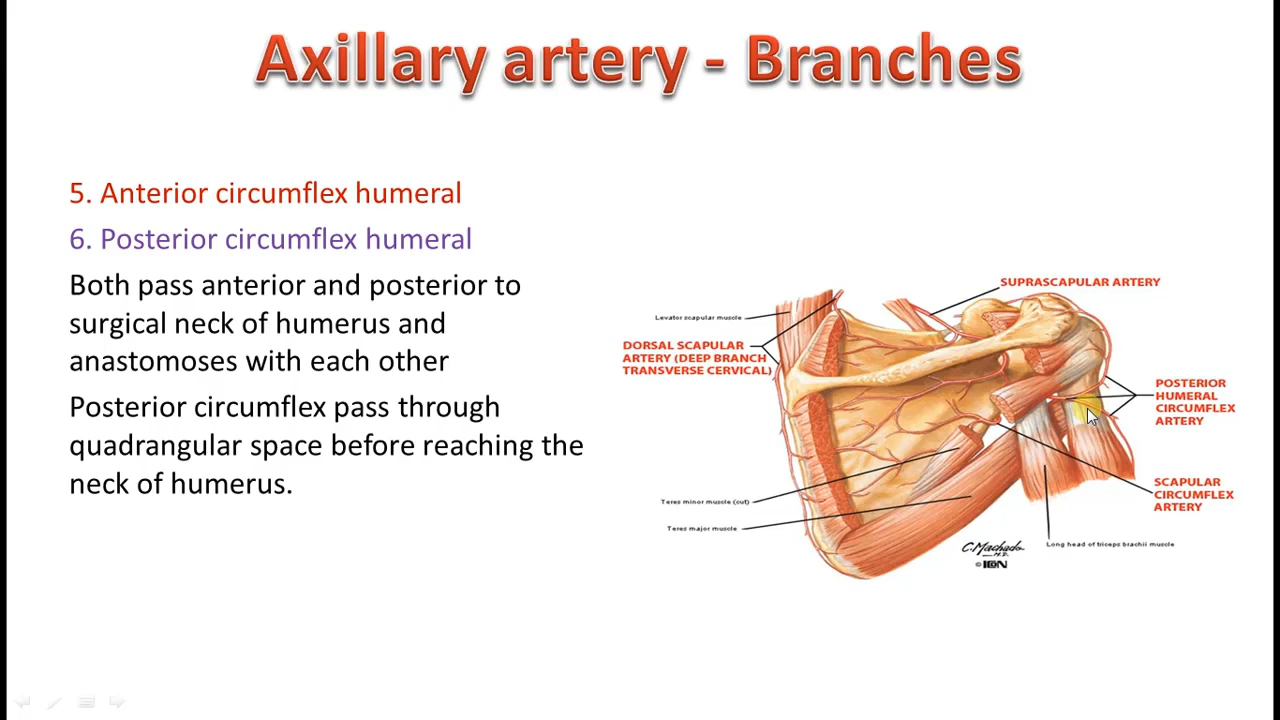 Axillary artery - Branches
5. Anterior circumflex humeral
6. Posterior circumflex humeral
Both pass anterior and posterior to
surgical neck of humerus and
anastomoses with each other
Posterior circumflex pass through
quadrangular space before reaching the
neck of humerus.
SUPRASCAPULAR ARTERY
Levator scapular muscle
DORSAL SCAPULAR
ARTERY (DEEP BRANCH
TRANSVERSE CERVICAL)
POSTERIOR
HUMERAL
CIRCUMFLEX
ARTERY
SCAPULAR
CIRCUMFLEX
ARTERY
Teres minor muscle (cut)
Teres major muscle
Long head of triceps brachii muscle
C. Machado
M.D.
© ICON